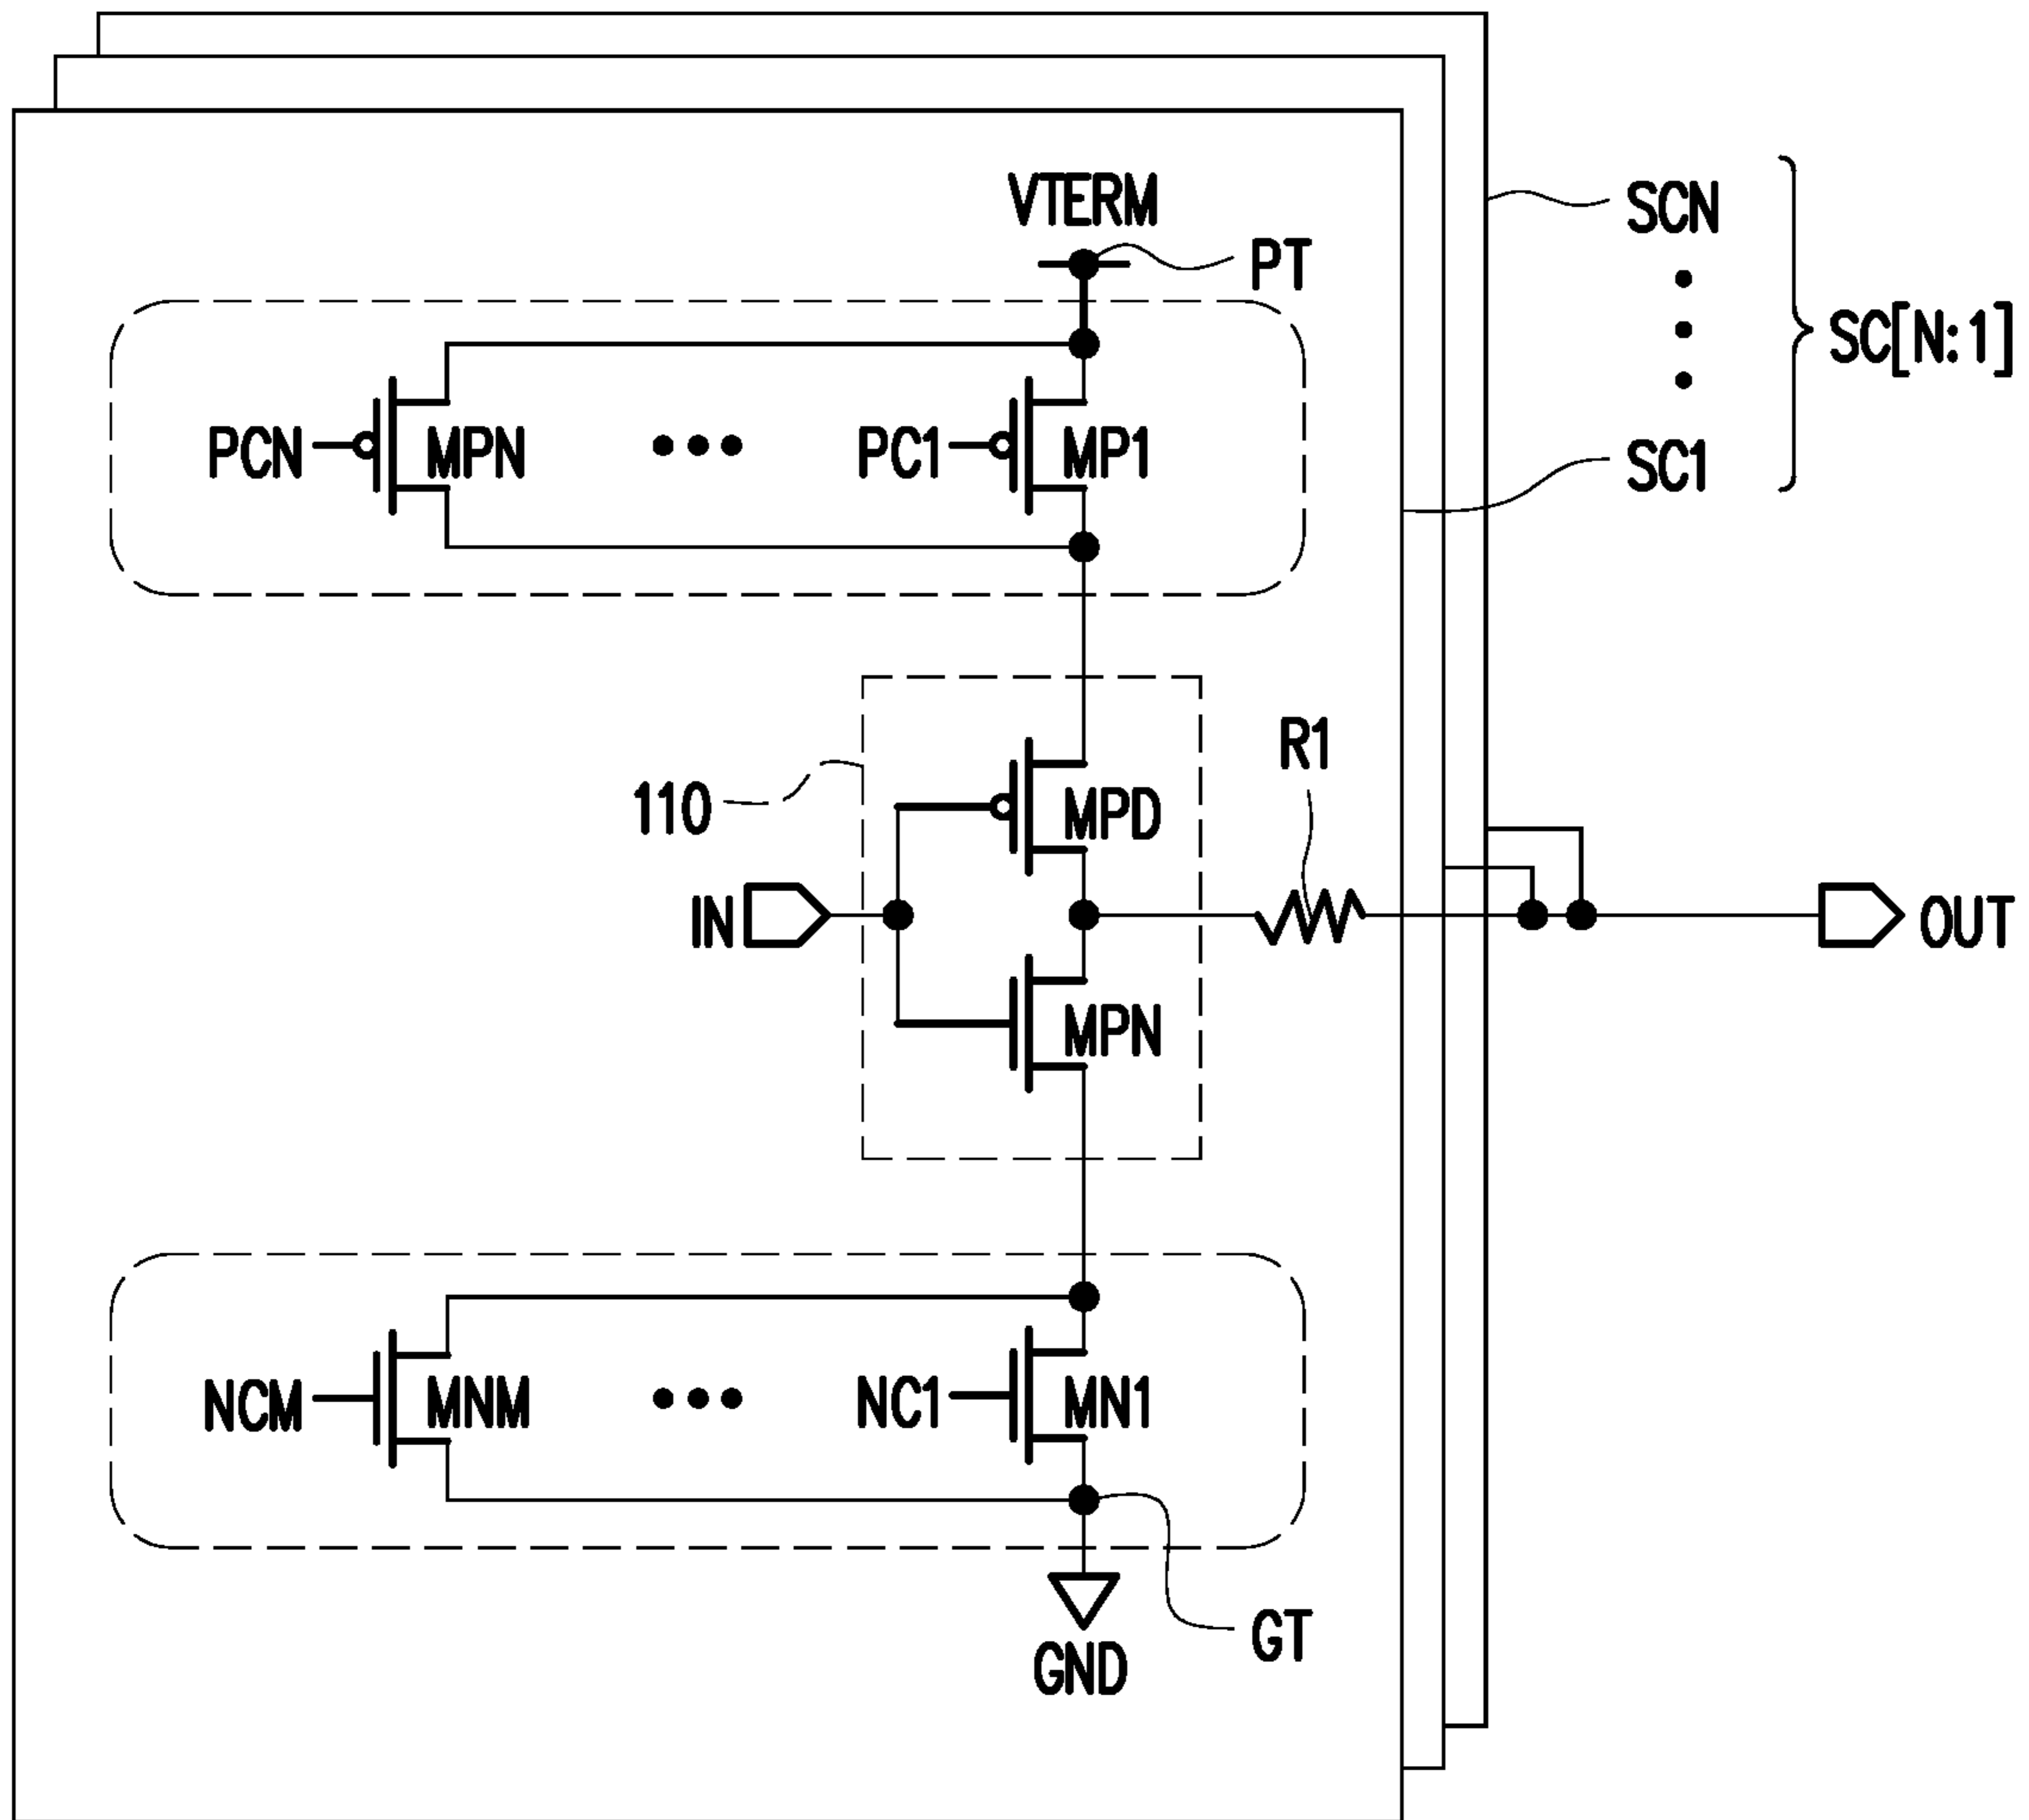 VTERM
PT
SCN
SC[N:1]
SC1
PCN
MPN
PC1
MP1
R1
110
MPD
IN
OUT
MPN
NCM
MNM
NC1
MN1
GT
GND